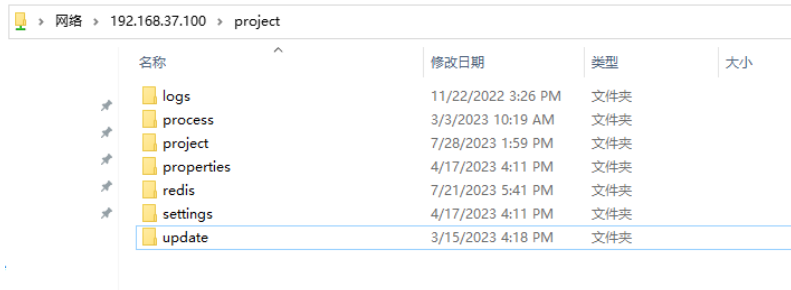 网络 192.168.37.100 project
名称 修改日期 类型 大小
logs 11/22/2022 3:26 PM 文件夹
process 3/3/2023 10:19 AM 文件夹
project 7/28/2023 1:59 PM 文件夹
properties 4/17/2023 4:11 PM 文件夹
redis 7/21/2023 5:41 PM 文件夹
settings 4/17/2023 4:11 PM 文件夹
update 3/15/2023 4:18 PM 文件夹